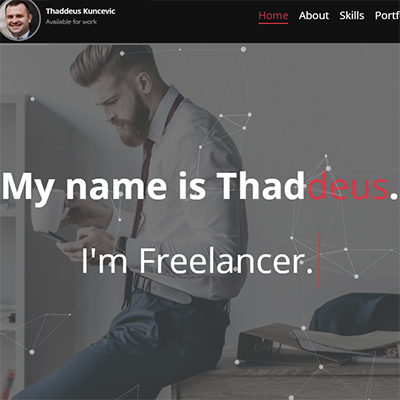 Thaddeus Kuncevic
Available for work
Home About Skills Portf
My name is Thaddeus.
I'm Freelancer.